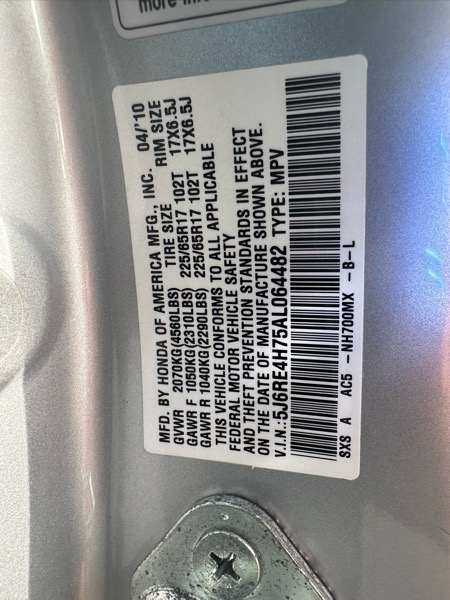 more in
MFD. BY HONDA OF AMERICA MFG., INC. 04/'10
GVWR 2070KG(4560LBS) TIRE SIZE RIM SIZE
GAWR F 1050KG(2310LBS) 225/65R17 102T 17X6.5J
GAWR R 1040KG(2290LBS) 225/65R17 102T 17X6.5J
THIS VEHICLE CONFORMS TO ALL APPLICABLE
FEDERAL MOTOR VEHICLE SAFETY
AND THEFT PREVENTION STANDARDS IN EFFECT
ON THE DATE OF MANUFACTURE SHOWN ABOVE.
V.I.N.:5J6RE4H75AL064482 TYPE: MPV
SXS A AC5 -NH700MX -B-L